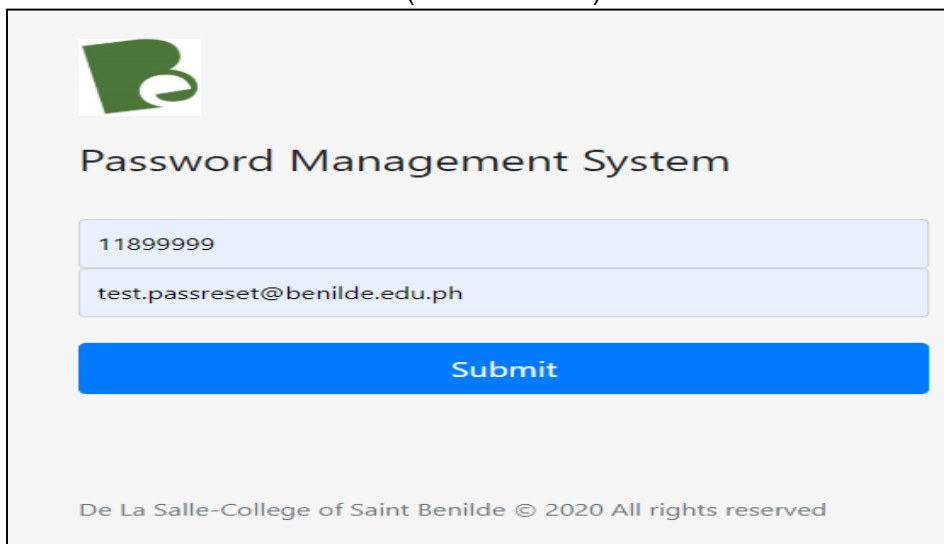 Be
Password Management System
11899999
test.passreset@benilde.edu.ph
Submit
De La Salle-College of Saint Benilde © 2020 All rights reserved